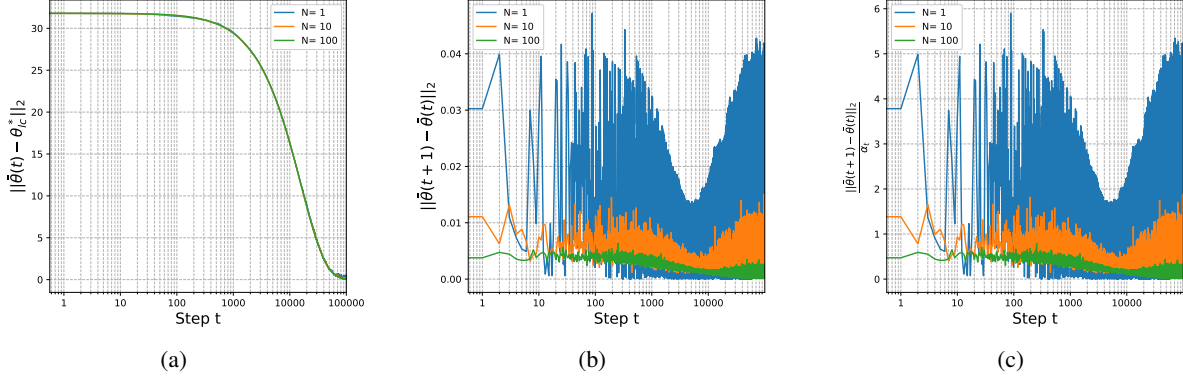 N= 1
N= 10
N= 100
30
25
20
15
10
5
0
||θ̄(t) − θ*_lc||₂
1 10 100 1000 10000 100000
Step t
(a)
N= 1
N= 10
N= 100
0.04
0.03
0.02
0.01
0.00
||θ̄(t + 1) − θ̄(t)||₂
1 10 100 1000 10000
Step t
(b)
N= 1
N= 10
N= 100
6
5
4
3
2
1
0
||θ̄(t + 1) − θ̄(t)||₂
α_t
1 10 100 1000 10000
Step t
(c)